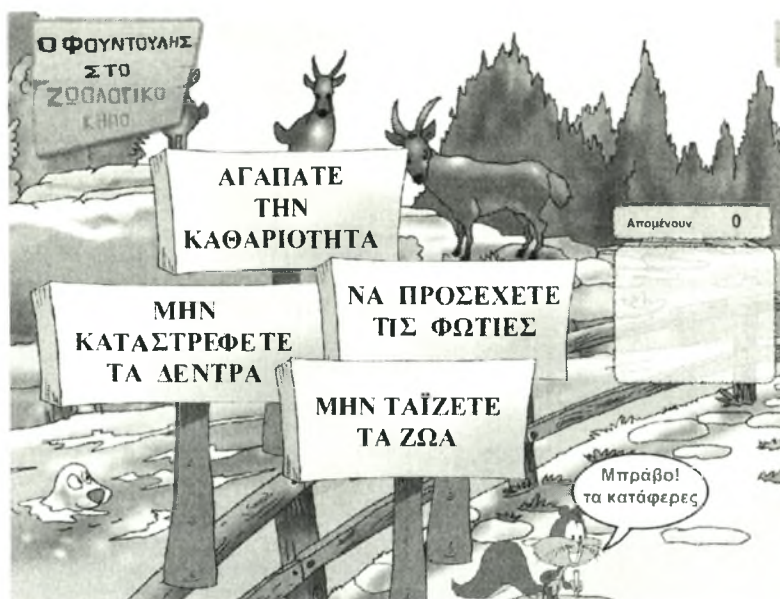 Ο ΦΟΥΝΤΟΥΛΗΣ
ΣΤΟ
ΖΩΟΛΟΓΙΚΟ
ΚΗΠΟ
ΑΓΑΠΑΤΕ
ΤΗΝ
ΚΑΘΑΡΙΟΤΗΤΑ
Απομένουν 0
ΝΑ ΠΡΟΣΕΧΕΤΕ
ΤΙΣ ΦΩΤΙΕΣ
ΜΗΝ
ΚΑΤΑΣΤΡΕΦΕΤΕ
ΤΑ ΔΕΝΤΡΑ
ΜΗΝ ΤΑΪΖΕΤΕ
ΤΑ ΖΩΑ
Μπράβο!
τα κατάφερες